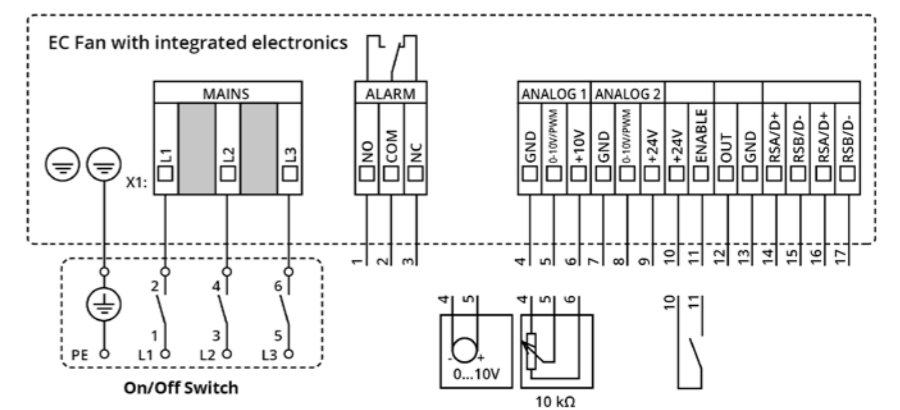 EC Fan with integrated electronics
MAINS
ALARM
ANALOG 1 ANALOG 2
L1 L2 L3
NO COM NC
GND 0-10V/PWM +10V GND 0-10V/PWM +24V +24V ENABLE OUT GND RSA/D+ RSB/D- RSA/D+ RSB/D-
X1:
1 2 3 4 5 6 7 8 9 10 11 12 13 14 15 16 17
2 4 6
4 5 4 5 6 10 11
1 3 5
PE L1 L2 L3
- +
0...10V
On/Off Switch
10 kΩ